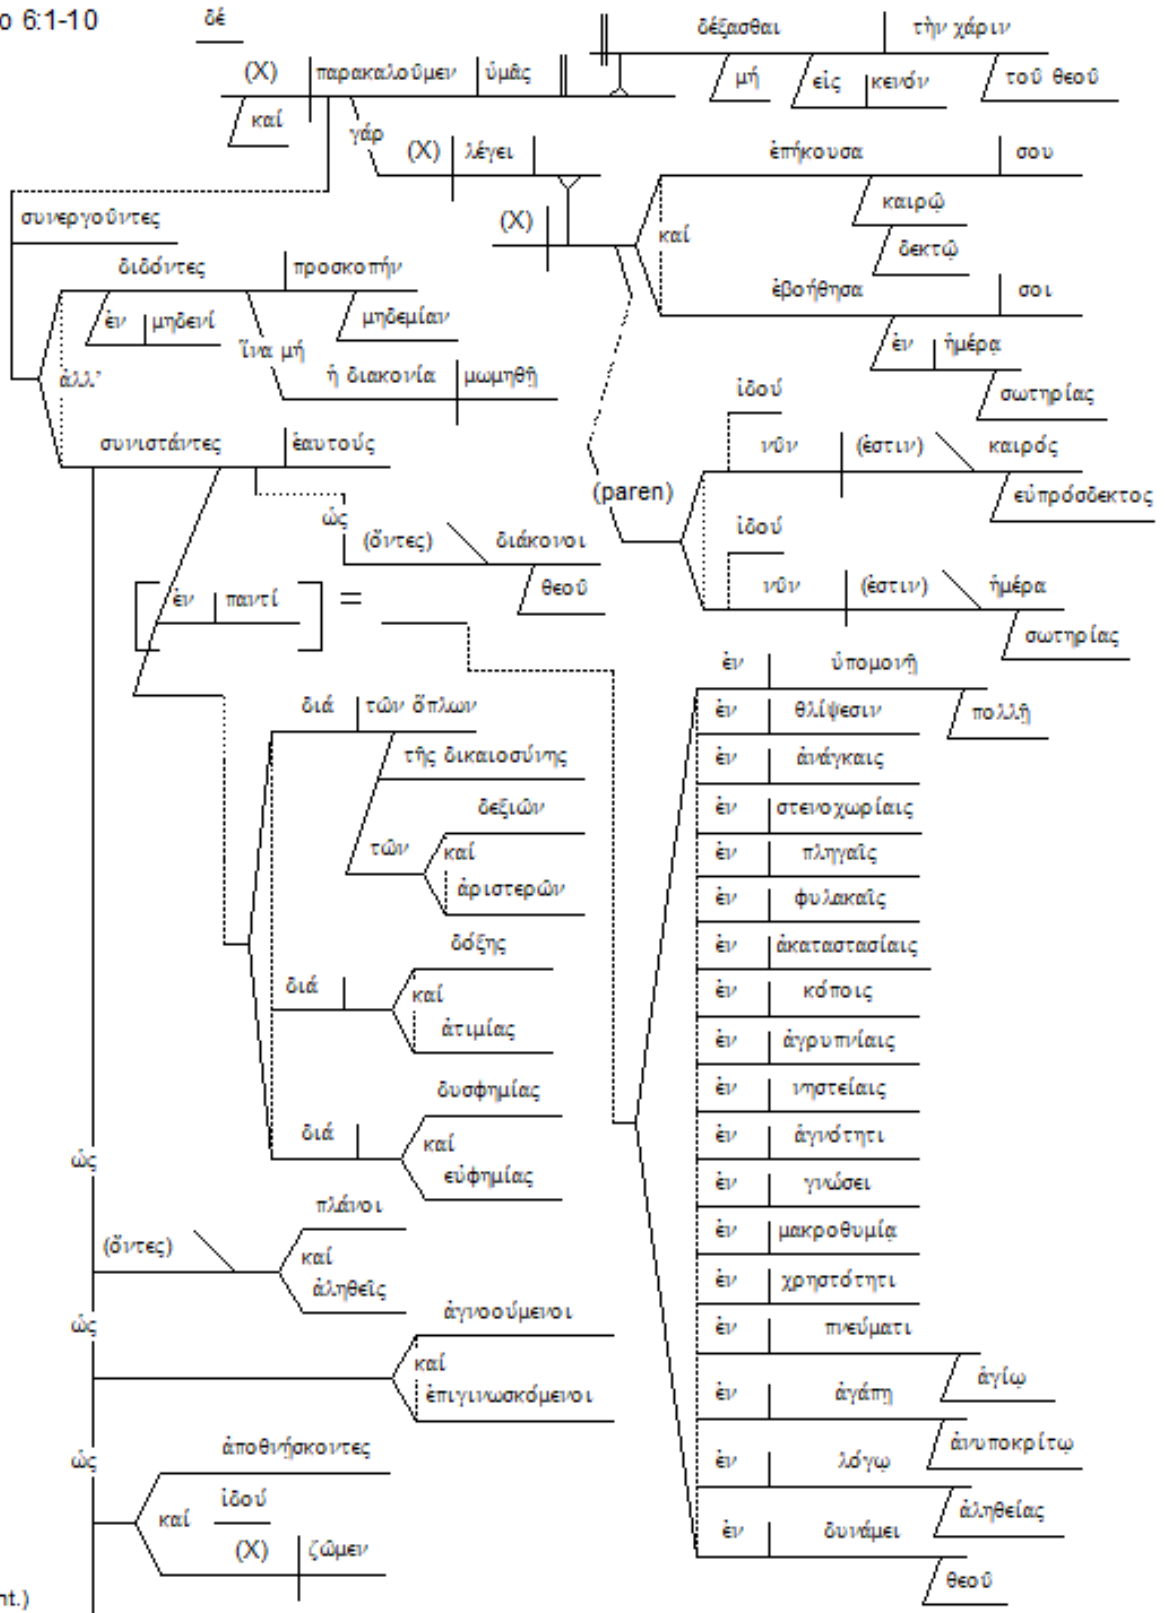 o 6:1-10
δέ
(X) παρακαλοῦμεν ὑμᾶς
καί
δέξασθαι τὴν χάριν
μή εἰς κενόν τοῦ θεοῦ
γάρ
(X) λέγει
(X)
καί
ἐπήκουσα σου
καιρῷ
δεκτῷ
ἐβοήθησα σοι
ἐν ἡμέρᾳ
σωτηρίας
(paren)
ἰδού
νῦν (ἐστιν) καιρός
εὐπρόσδεκτος
ἰδού
νῦν (ἐστιν) ἡμέρα
σωτηρίας
συνεργοῦντες
διδόντες προσκοπήν
ἐν μηδενί μηδεμίαν
ἵνα μή
ἡ διακονία μωμηθῇ
ἀλλ’
συνιστάντες ἑαυτούς
ὡς
(ὄντες) διάκονοι
θεοῦ
ἐν παντί =
διά τῶν ὅπλων
τῆς δικαιοσύνης
δεξιῶν
τῶν καί
ἀριστερῶν
δόξης
διά καί
ἀτιμίας
δυσφημίας
διά καί
εὐφημίας
ἐν ὑπομονῇ
πολλῇ
ἐν θλίψεσιν
ἐν ἀνάγκαις
ἐν στενοχωρίαις
ἐν πληγαῖς
ἐν φυλακαῖς
ἐν ἀκαταστασίαις
ἐν κόποις
ἐν ἀγρυπνίαις
ἐν νηστείαις
ἐν ἁγνότητι
ἐν γνώσει
ἐν μακροθυμίᾳ
ἐν χρηστότητι
ἐν πνεύματι
ἁγίῳ
ἐν ἀγάπῃ
ἀνυποκρίτῳ
ἐν λόγῳ
ἀληθείας
ἐν δυνάμει
θεοῦ
ὡς
πλάνοι
(ὄντες) καί
ἀληθεῖς
ὡς
ἀγνοούμενοι
καί
ἐπιγινωσκόμενοι
ὡς
ἀποθνῄσκοντες
καί ἰδού
(X) ζῶμεν
nt.)